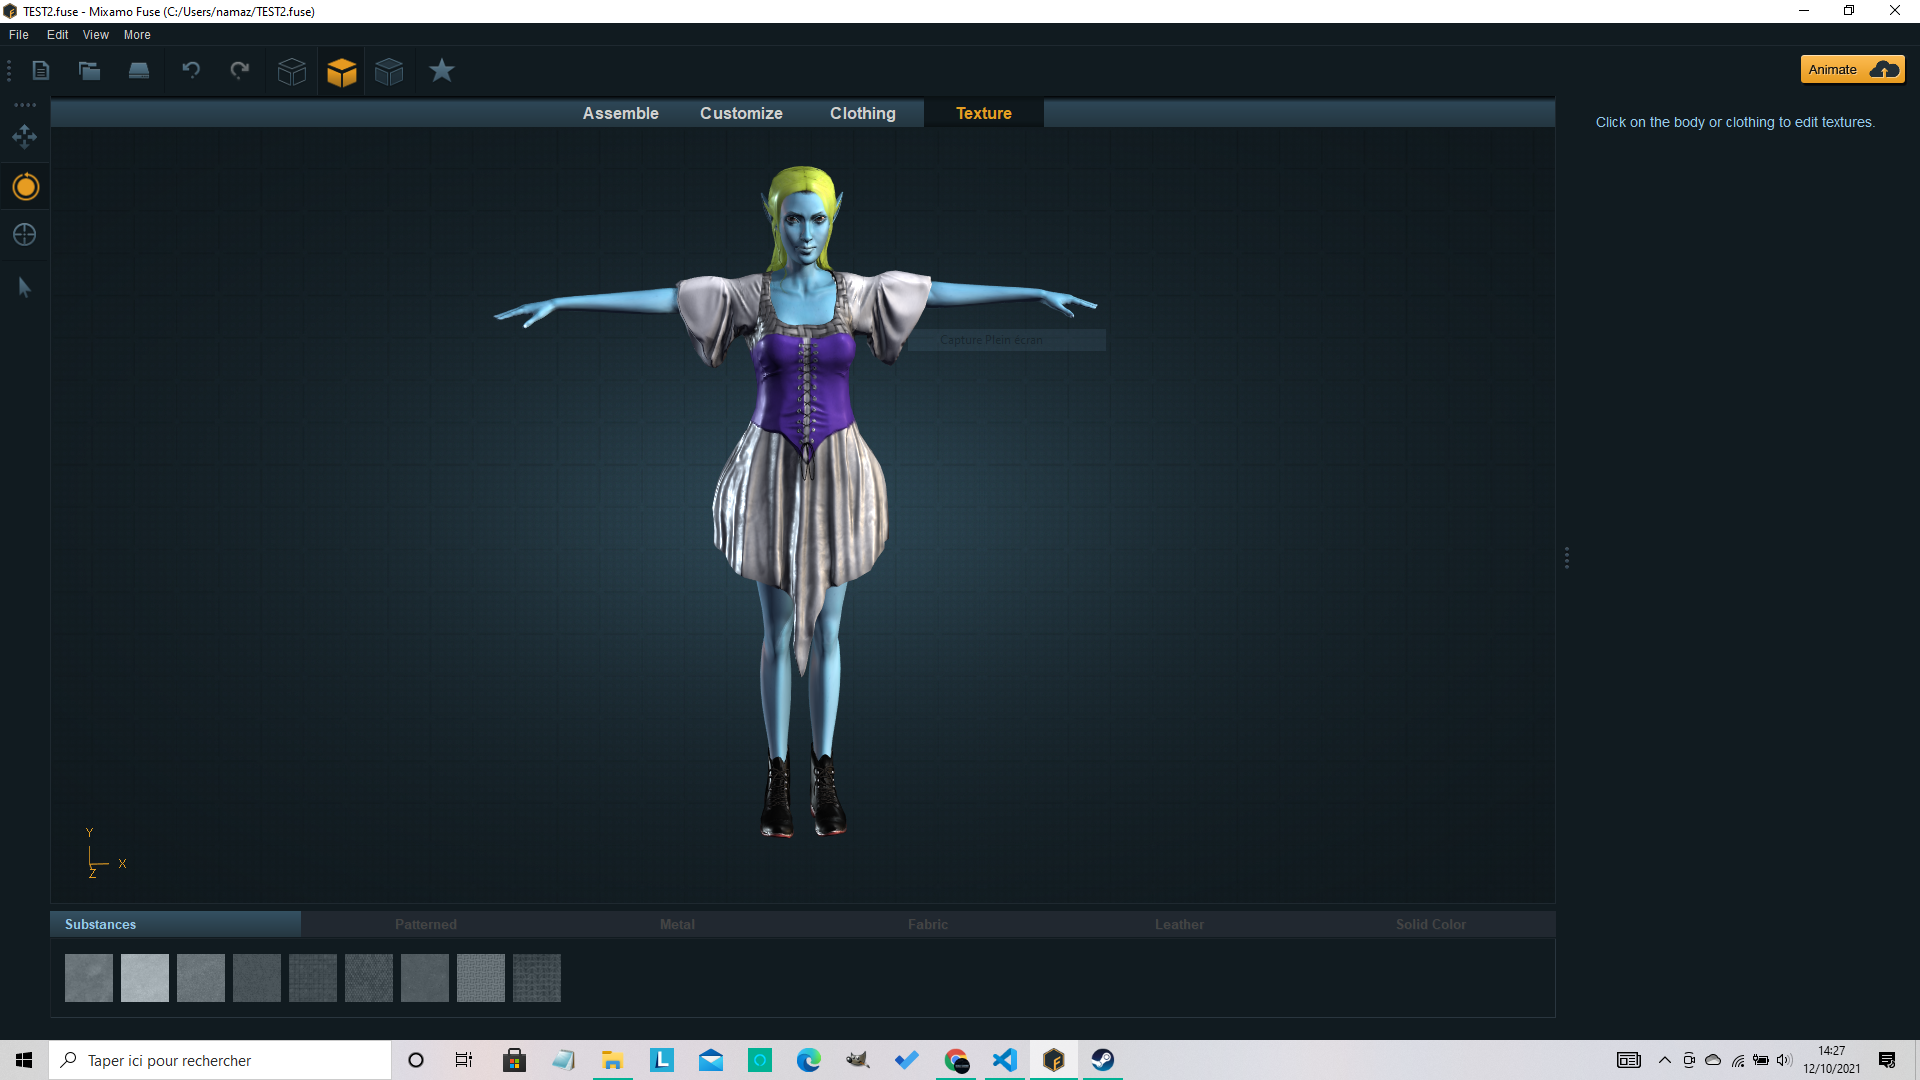 TEST2.fuse - Mixamo Fuse (C:/Users/namaz/TEST2.fuse)
File Edit View More
Animate
Assemble Customize Clothing Texture
Click on the body or clothing to edit textures.
Capture Plein écran
Y
X
Z
Substances Patterned Metal Fabric Leather Solid Color
Taper ici pour rechercher
14:27
12/10/2021